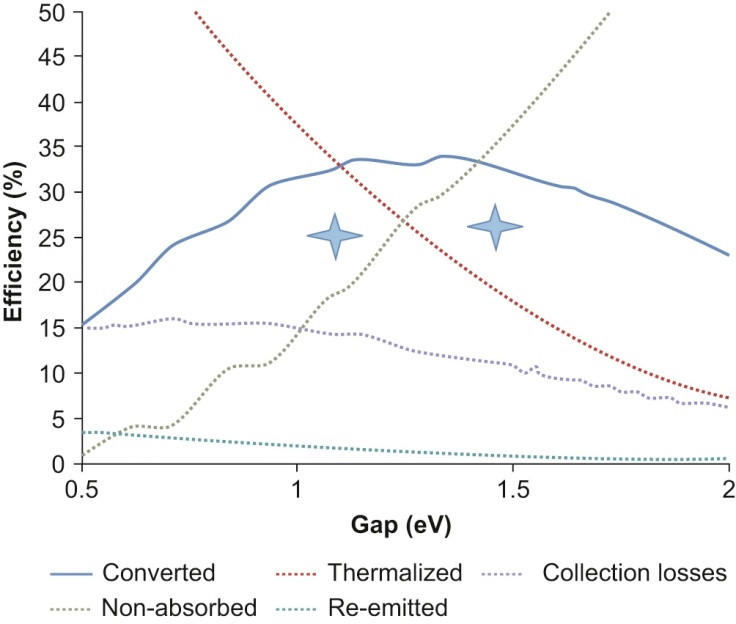 50
45
40
35
30
25
20
15
10
5
0
Efficiency (%)
0.5 1 1.5 2
Gap (eV)
Converted Thermalized Collection losses
Non-absorbed Re-emitted